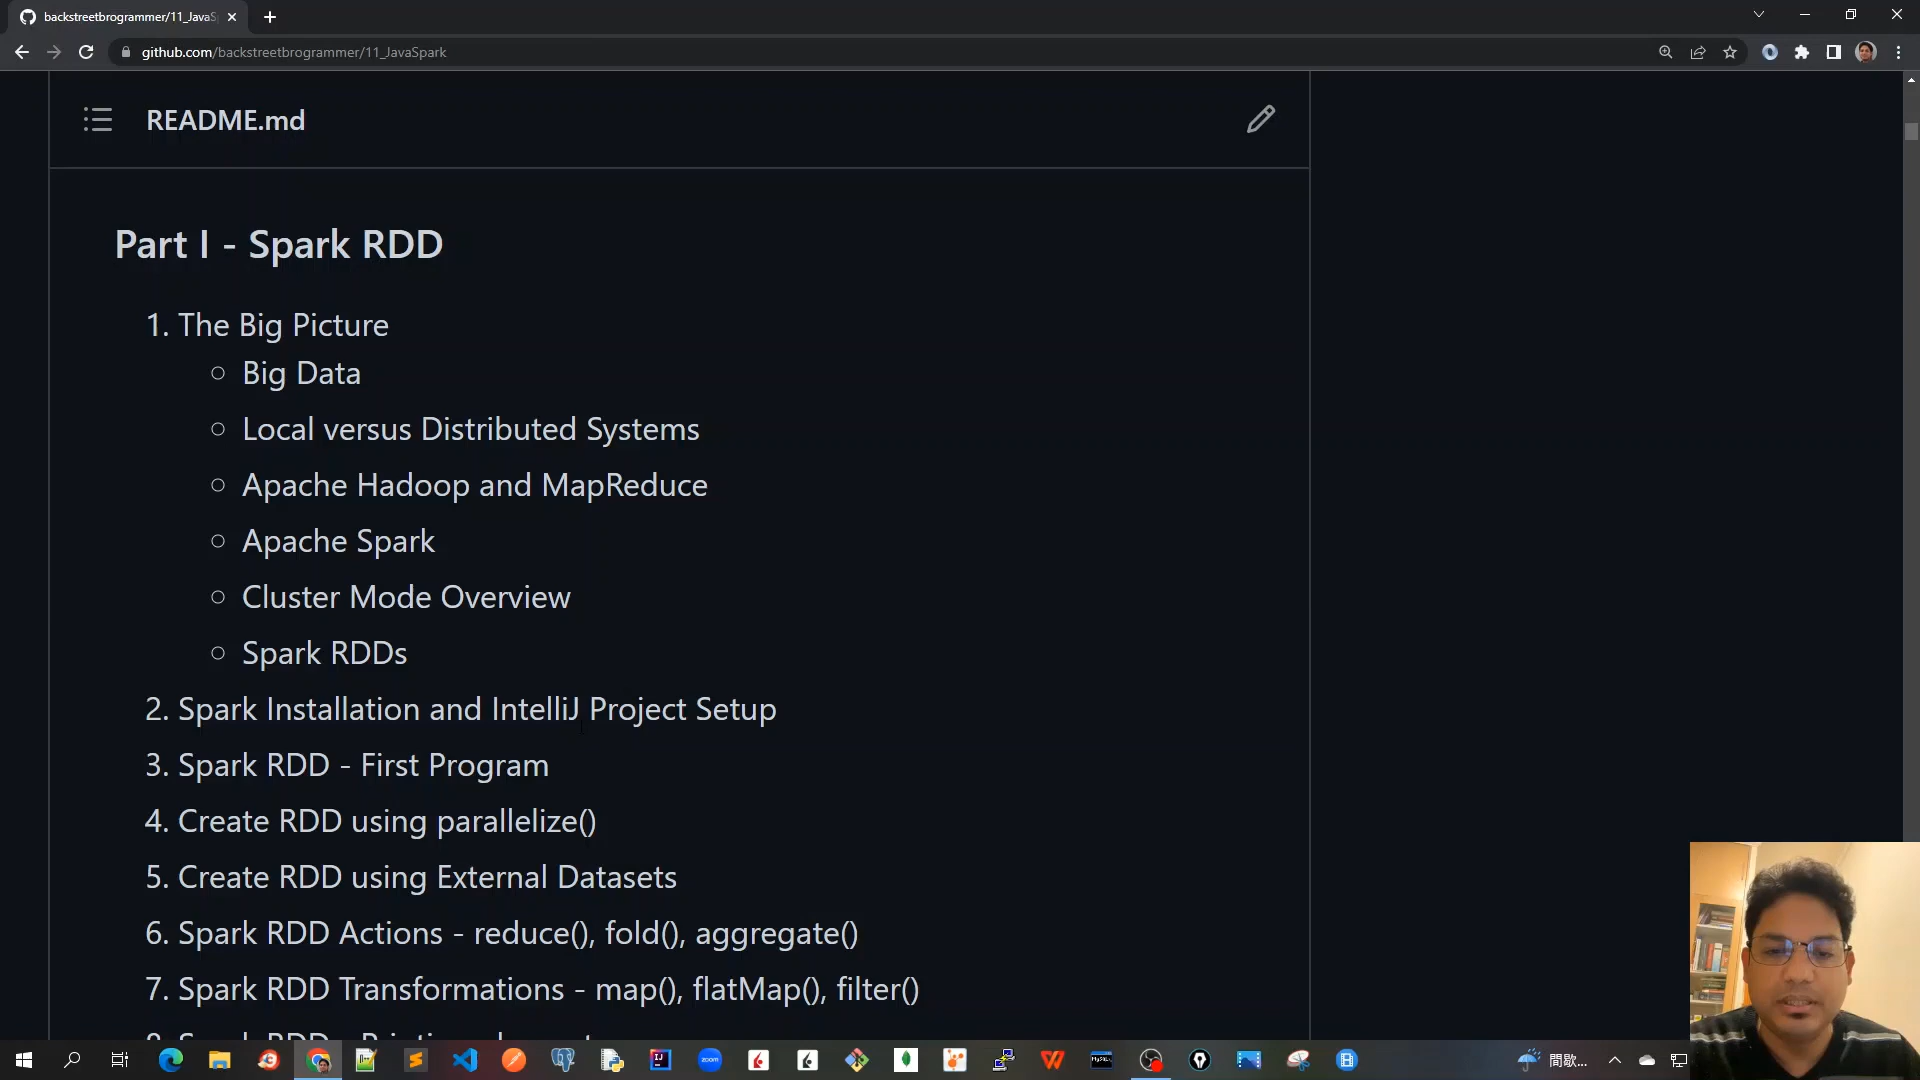 backstreetbrogrammer/11_JavaS
github.com/backstreetbrogrammer/11_JavaSpark
README.md
Part I - Spark RDD
1. The Big Picture
Big Data
Local versus Distributed Systems
Apache Hadoop and MapReduce
Apache Spark
Cluster Mode Overview
Spark RDDs
2. Spark Installation and IntelliJ Project Setup
3. Spark RDD - First Program
4. Create RDD using parallelize()
5. Create RDD using External Datasets
6. Spark RDD Actions - reduce(), fold(), aggregate()
7. Spark RDD Transformations - map(), flatMap(), filter()
zoom
間歇...